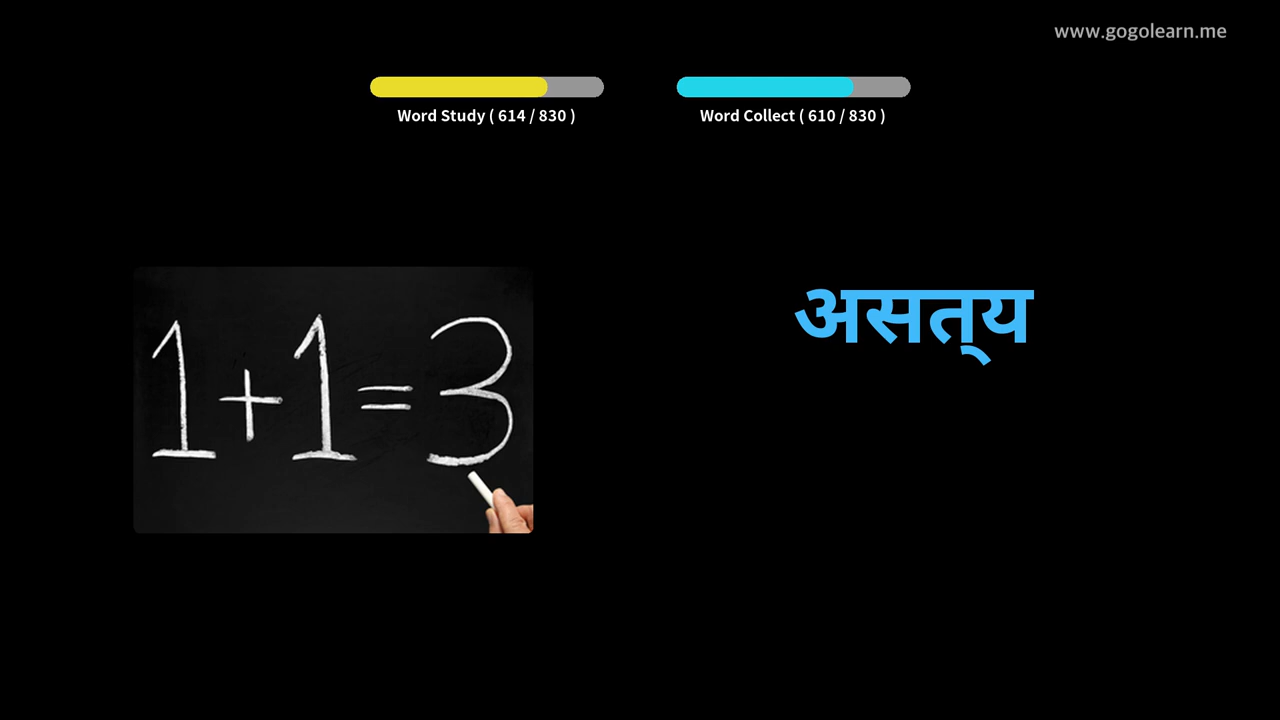 www.gogolearn.me
Word Study ( 614 / 830 )
Word Collect ( 610 / 830 )
असत्य
1+1=3